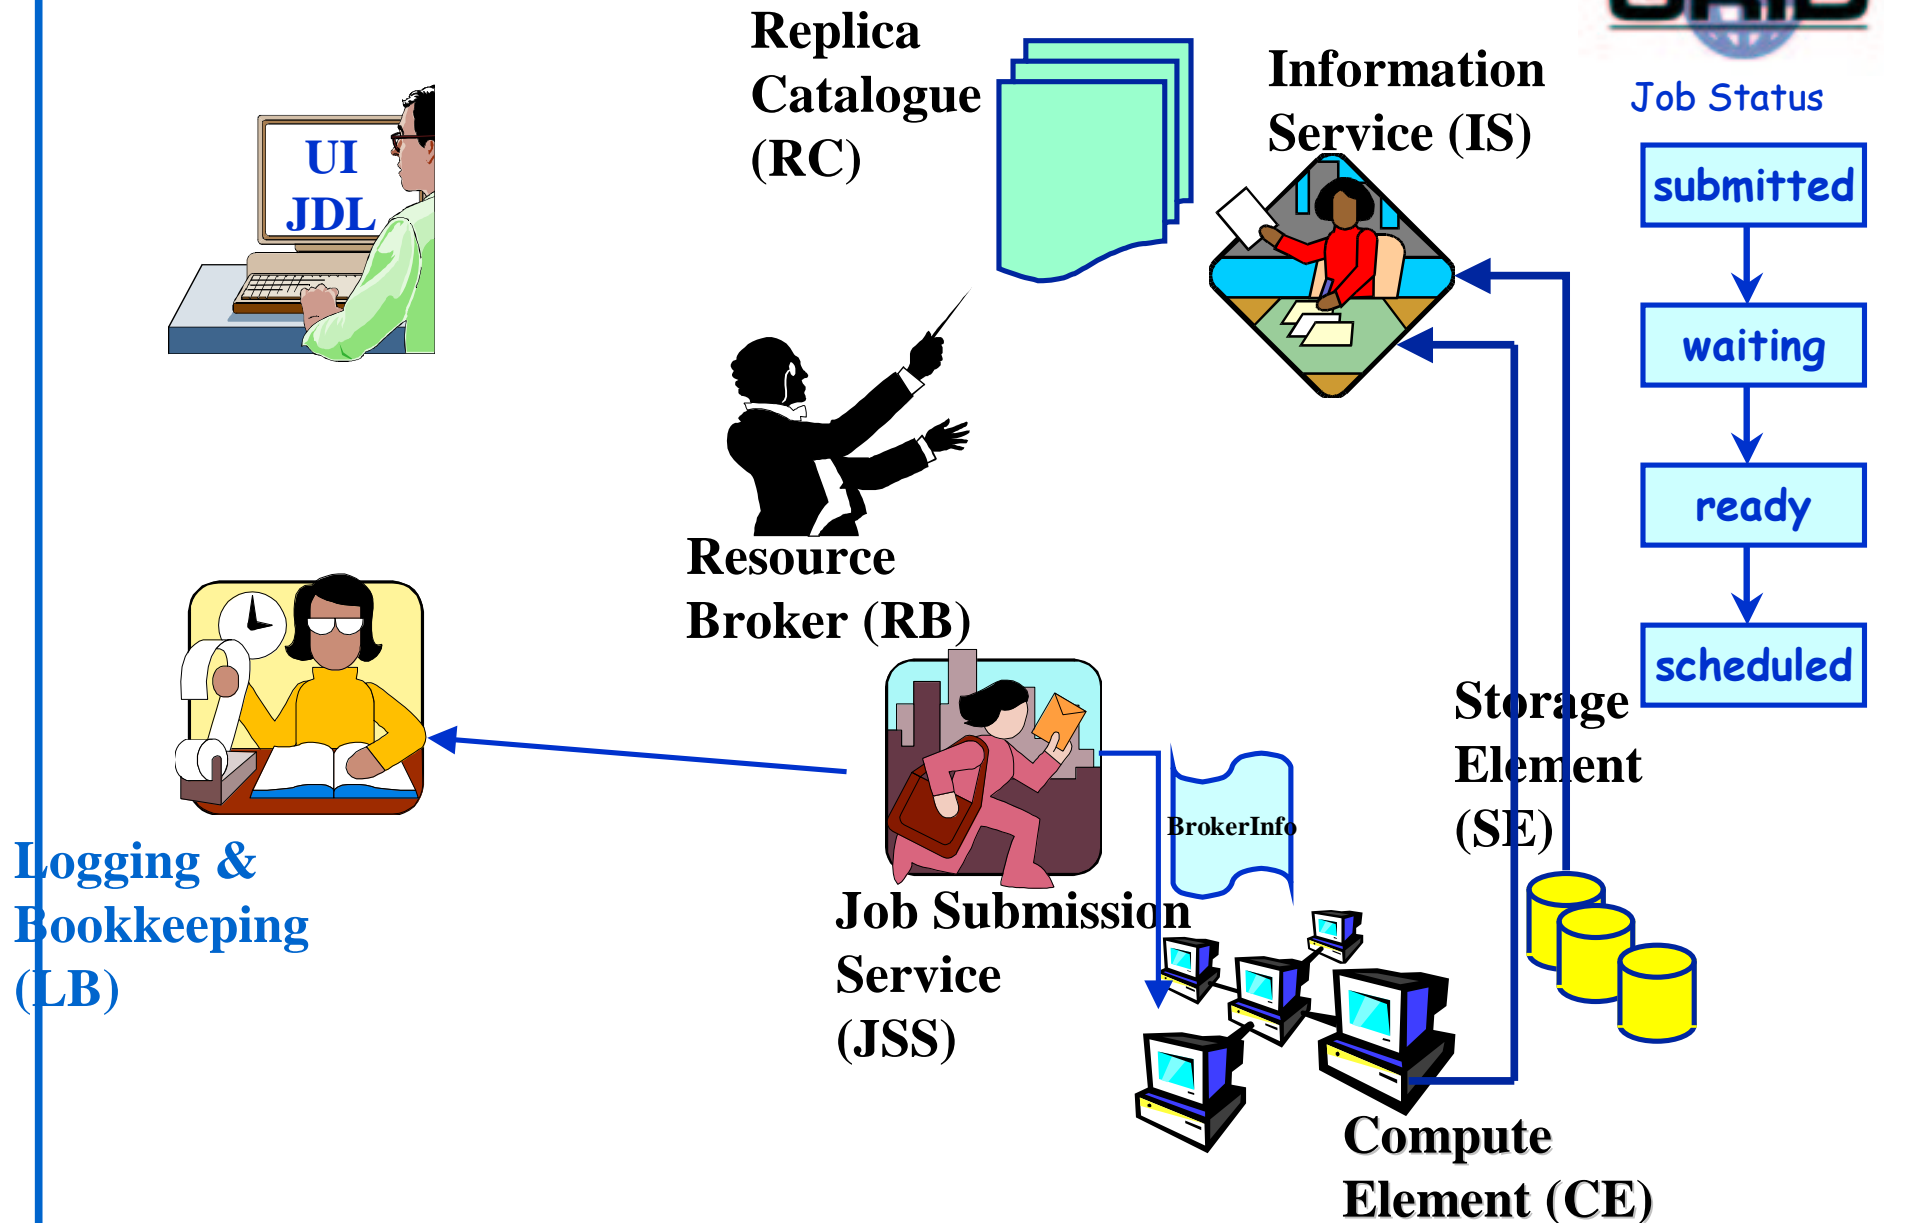 GRID
Replica
Catalogue
(RC)
Information
Service (IS)
Job Status
UI
JDL
submitted
waiting
ready
scheduled
Resource
Broker (RB)
Storage
Element
(SE)
BrokerInfo
Logging &
Bookkeeping
(LB)
Job Submission
Service
(JSS)
Compute
Element (CE)